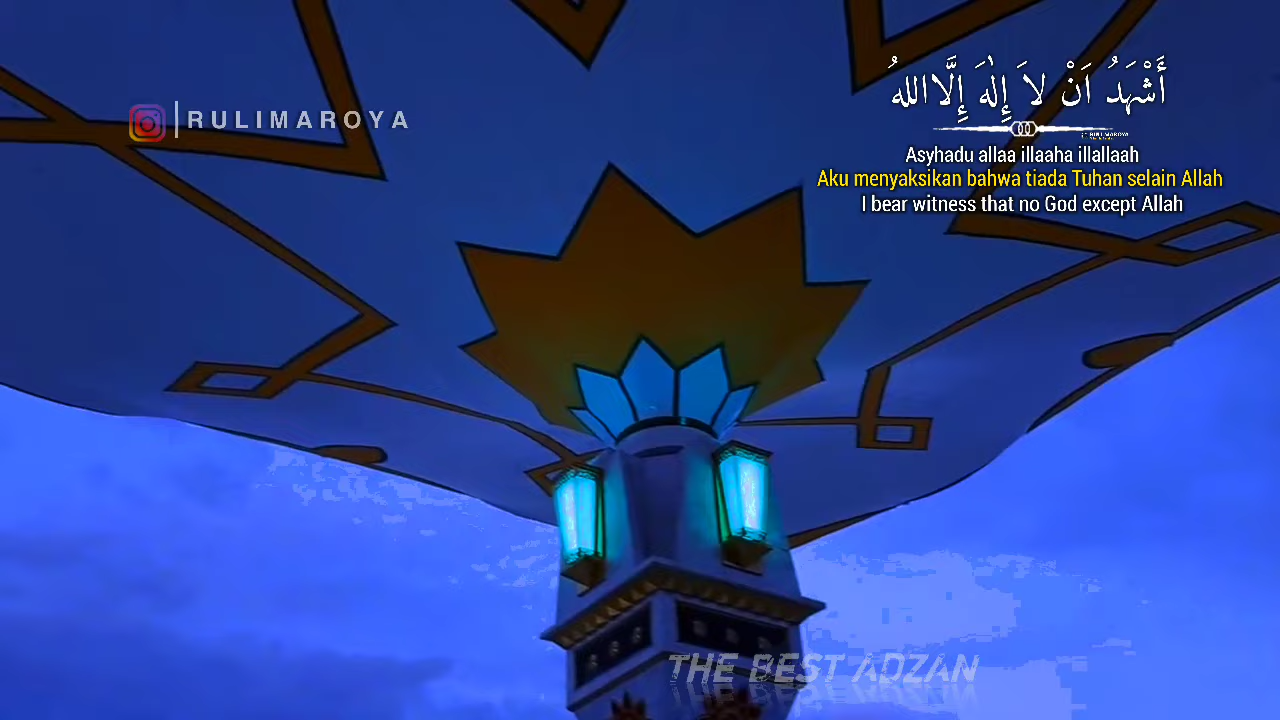 |RULIMAROYA
أَشْهَدُ اَنْ لاَ إِلٰهَ إِلَّااللهُ
RULIMAROYA
Asyhadu allaa illaaha illallaah
Aku menyaksikan bahwa tiada Tuhan selain Allah
I bear witness that no God except Allah
THE BEST ADZAN